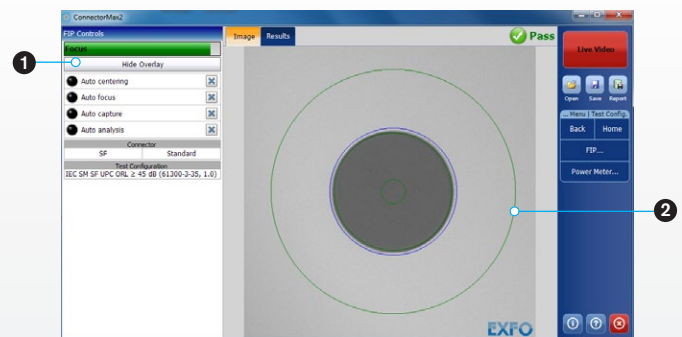 ConnectorMax2
FIP Controls
Focus
Hide Overlay
Auto centering
Auto focus
Auto capture
Auto analysis
Connector
SF Standard
Test Configuration
IEC SM SF UPC ORL ≥ 45 dB (61300-3-35, 1.0)
1
Image Results
Pass
EXFO
2
Live Video
Open Save Report
... Menu Test Config.
Back Home
FIP...
Power Meter...